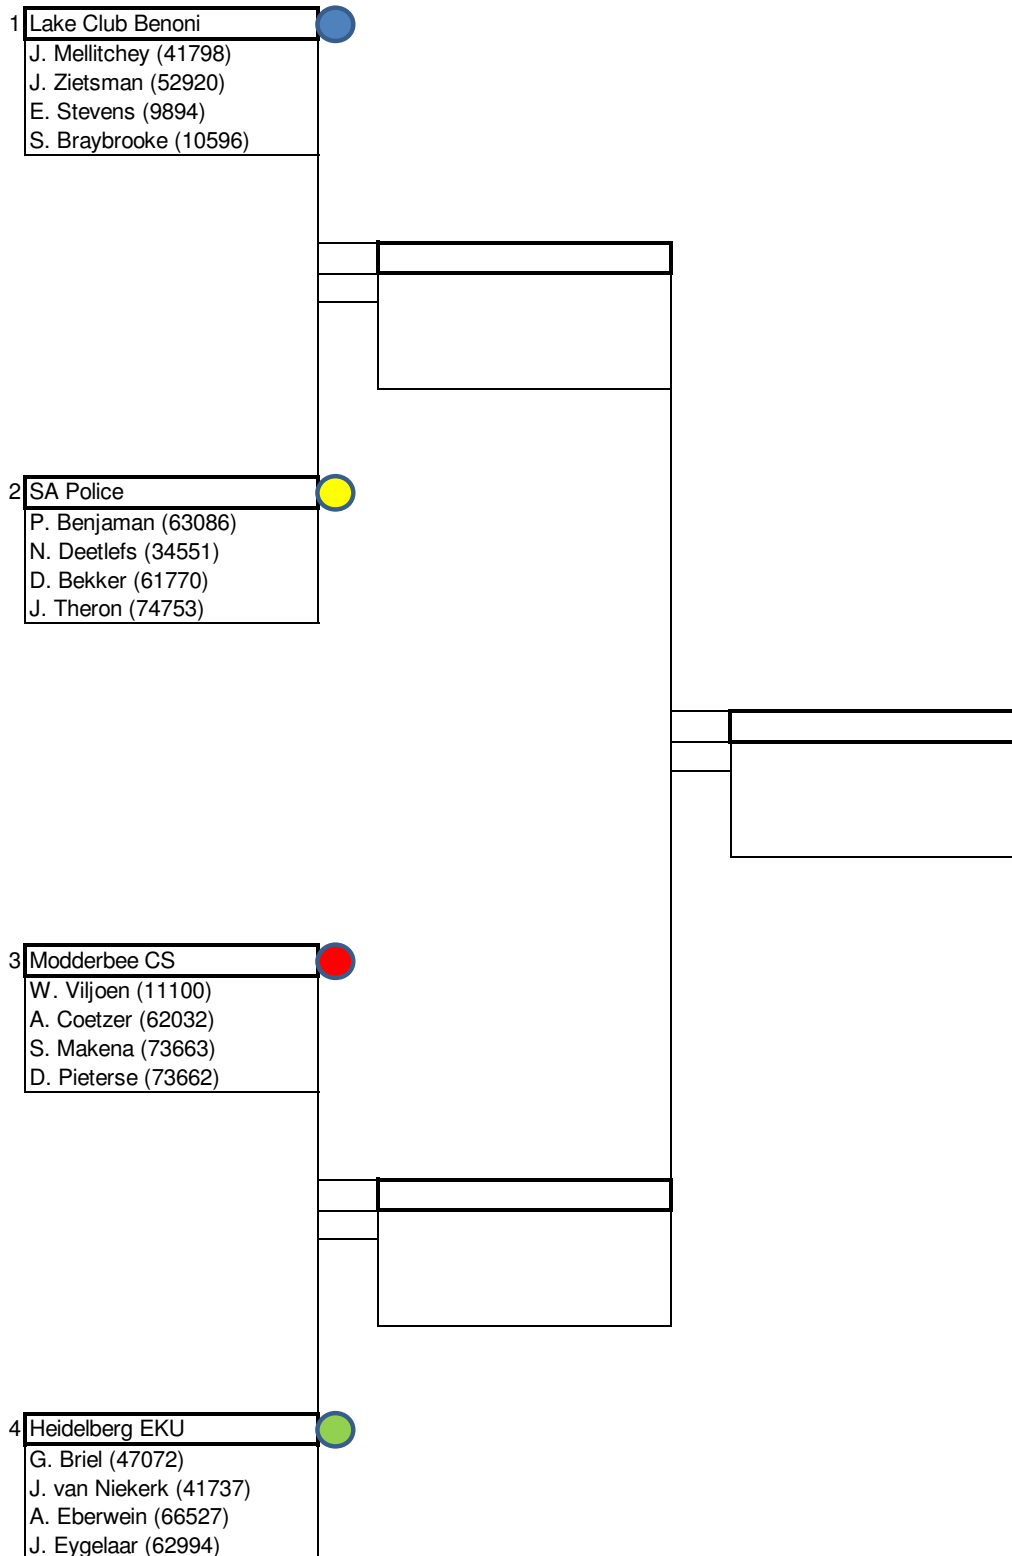 1 Lake Club Benoni
J. Mellitchey (41798)
J. Zietsman (52920)
E. Stevens (9894)
S. Braybrooke (10596)
2 SA Police
P. Benjaman (63086)
N. Deetlefs (34551)
D. Bekker (61770)
J. Theron (74753)
3 Modderbee CS
W. Viljoen (11100)
A. Coetzer (62032)
S. Makena (73663)
D. Pieterse (73662)
4 Heidelberg EKU
G. Briel (47072)
J. van Niekerk (41737)
A. Eberwein (66527)
J. Eygelaar (62994)